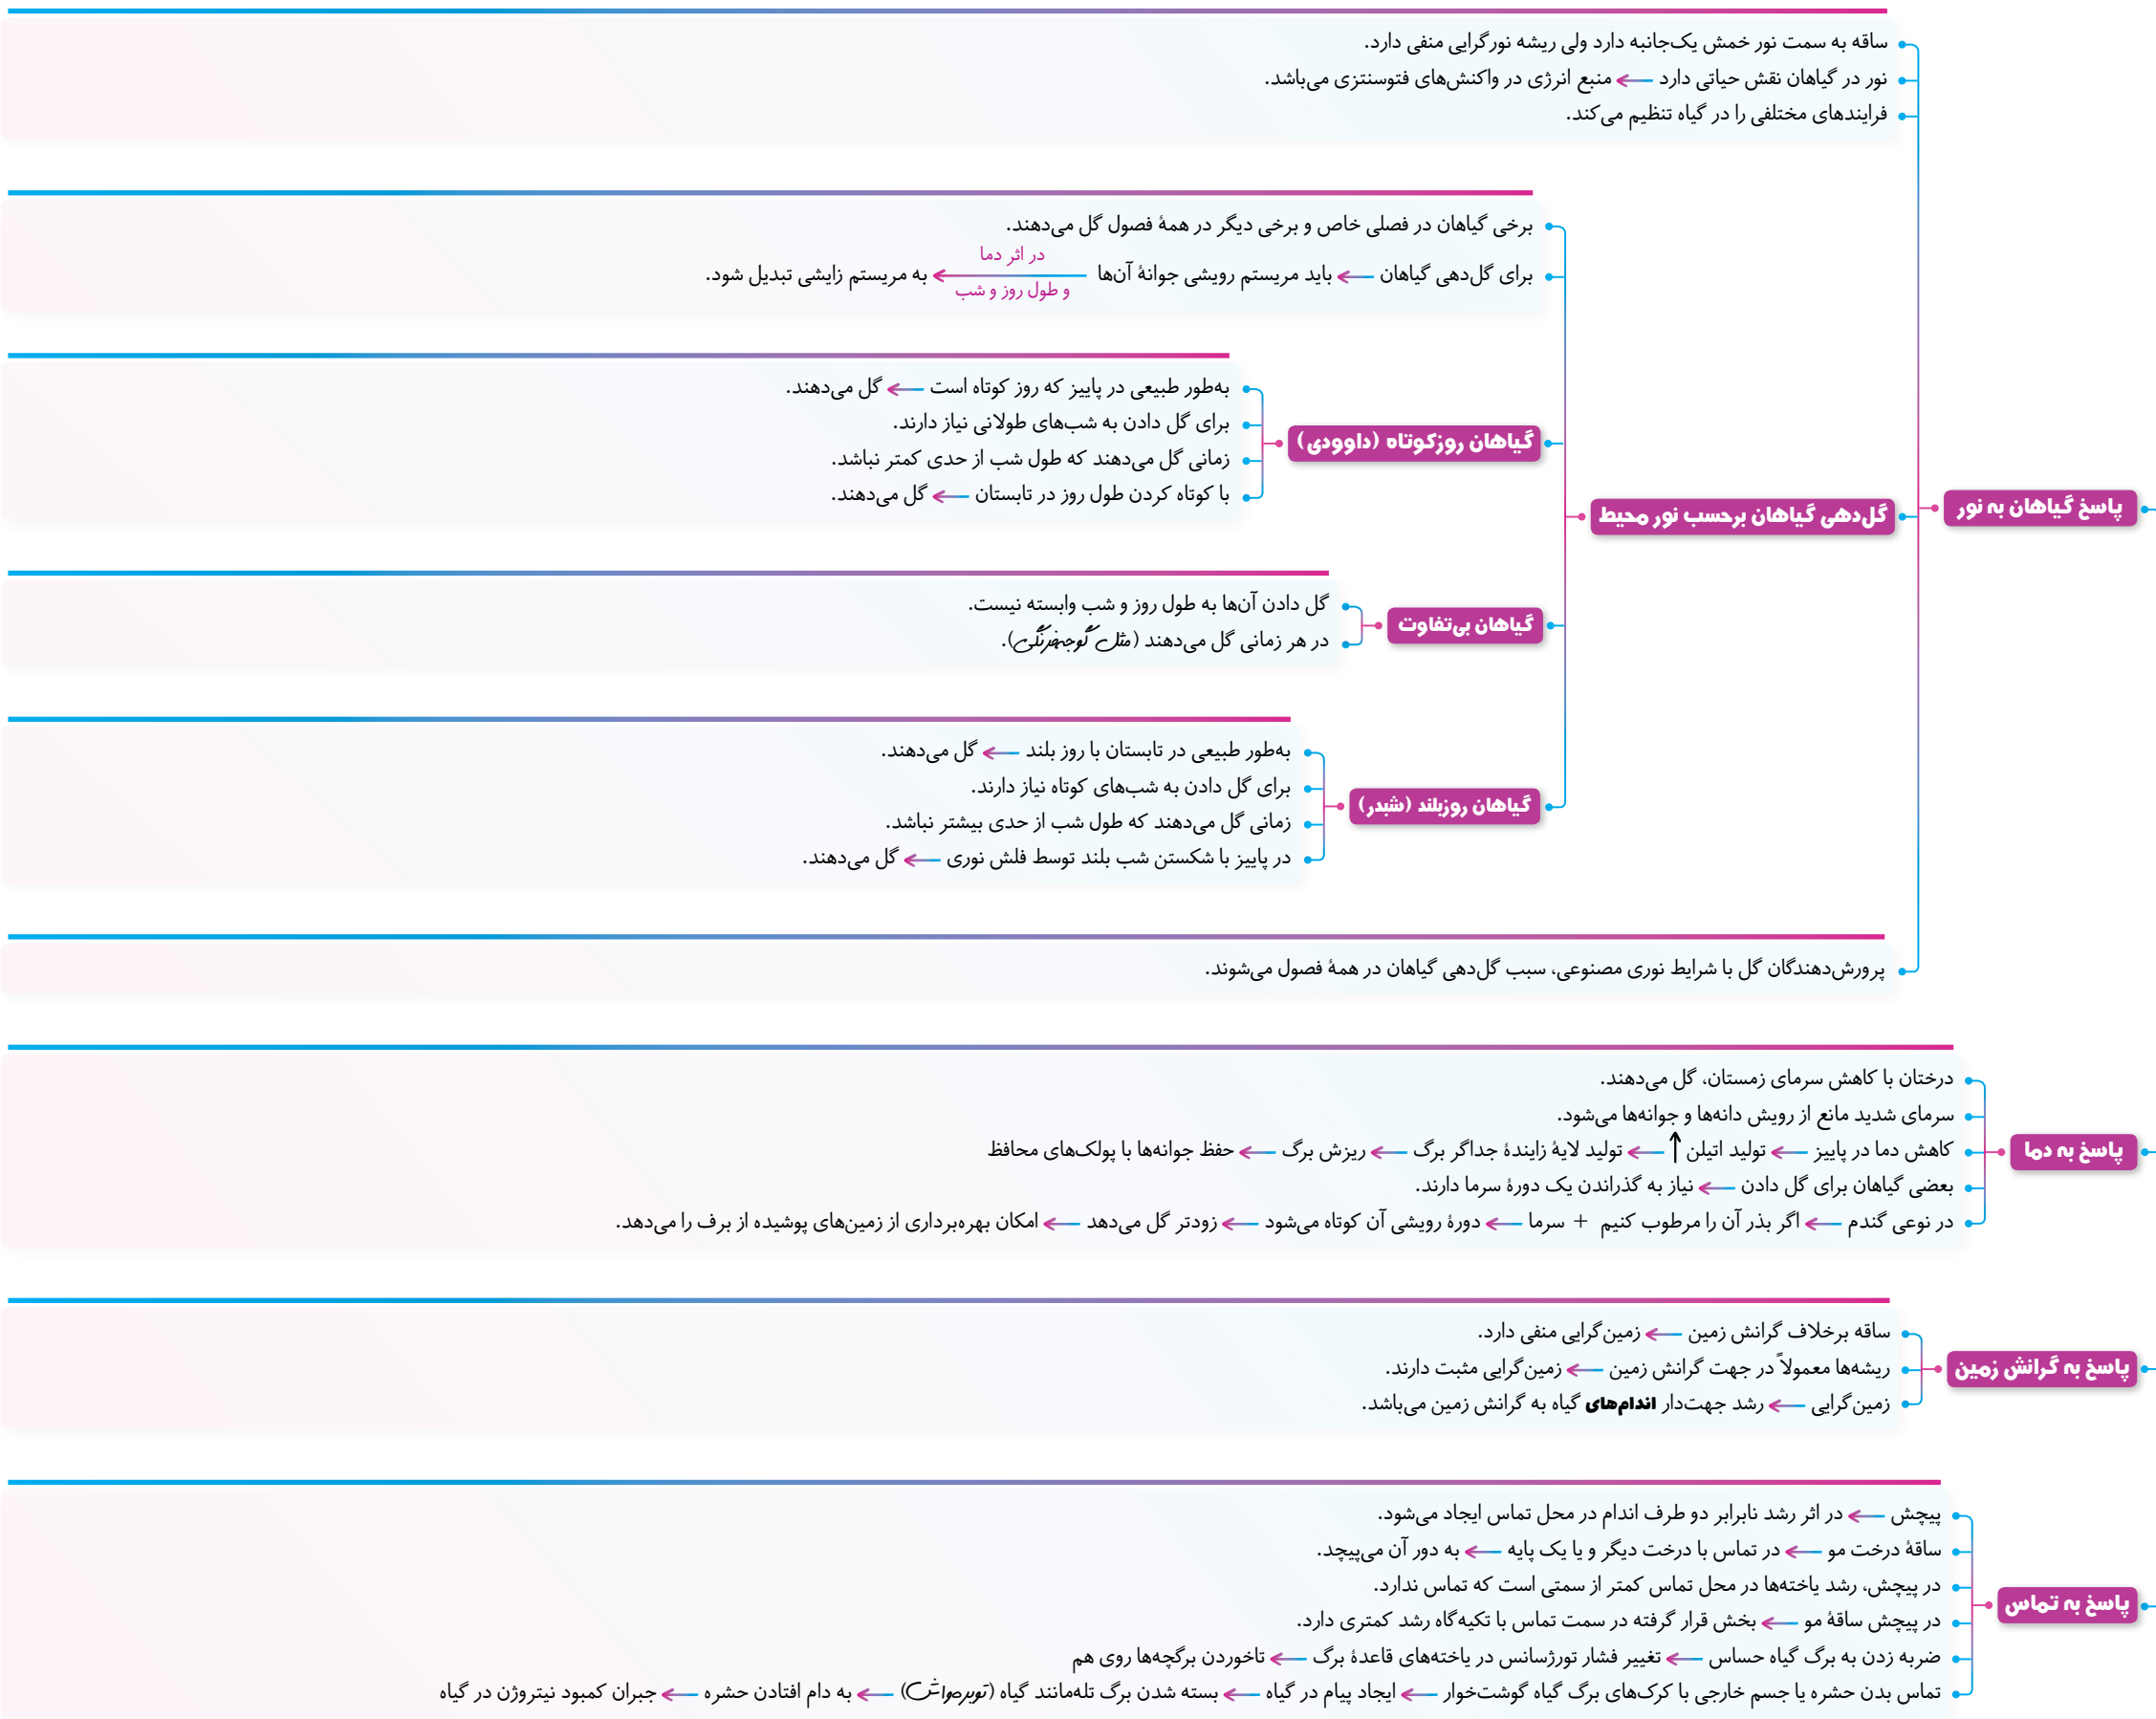 ساقه به سمت نور خمش یک‌جانبه دارد ولی ریشه نورگرایی منفی دارد.
نور در گیاهان نقش حیاتی دارد ← منبع انرژی در واکنش‌های فتوسنتزی می‌باشد.
فرایندهای مختلفی را در گیاه تنظیم می‌کند.
برخی گیاهان در فصلی خاص و برخی دیگر در همهٔ فصول گل می‌دهند.
در اثر دما
برای گل‌دهی گیاهان ← باید مریستم رویشی جوانهٔ آن‌ها ← به مریستم زایشی تبدیل شود.
و طول روز و شب
به‌طور طبیعی در پاییز که روز کوتاه است ← گل می‌دهند.
برای گل دادن به شب‌های طولانی نیاز دارند.
گیاهان روزکوتاه (داوودی)
زمانی گل می‌دهند که طول شب از حدی کمتر نباشد.
با کوتاه کردن طول روز در تابستان ← گل می‌دهند.
پاسخ گیاهان به نور
گل‌دهی گیاهان برحسب نور محیط
گل دادن آن‌ها به طول روز و شب وابسته نیست.
گیاهان بی‌تفاوت
در هر زمانی گل می‌دهند (مثل گوجه‌فرنگی).
به‌طور طبیعی در تابستان با روز بلند ← گل می‌دهند.
برای گل دادن به شب‌های کوتاه نیاز دارند.
گیاهان روزبلند (شبدر)
زمانی گل می‌دهند که طول شب از حدی بیشتر نباشد.
در پاییز با شکستن شب بلند توسط فلش نوری ← گل می‌دهند.
پرورش‌دهندگان گل با شرایط نوری مصنوعی، سبب گل‌دهی گیاهان در همهٔ فصول می‌شوند.
درختان با کاهش سرمای زمستان، گل می‌دهند.
سرمای شدید مانع از رویش دانه‌ها و جوانه‌ها می‌شود.
پاسخ به دما
کاهش دما در پاییز ← تولید اتیلن ↑ ← تولید لایهٔ زایندهٔ جداگر برگ ← ریزش برگ ← حفظ جوانه‌ها با پولک‌های محافظ
بعضی گیاهان برای گل دادن ← نیاز به گذراندن یک دورهٔ سرما دارند.
در نوعی گندم ← اگر بذر آن را مرطوب کنیم + سرما ← دورهٔ رویشی آن کوتاه می‌شود ← زودتر گل می‌دهد ← امکان بهره‌برداری از زمین‌های پوشیده از برف را می‌دهد.
ساقه برخلاف گرانش زمین ← زمین‌گرایی منفی دارد.
پاسخ به گرانش زمین
ریشه‌ها معمولاً در جهت گرانش زمین ← زمین‌گرایی مثبت دارند.
زمین‌گرایی ← رشد جهت‌دار اندام‌های گیاه به گرانش زمین می‌باشد.
پیچش ← در اثر رشد نابرابر دو طرف اندام در محل تماس ایجاد می‌شود.
ساقهٔ درخت مو ← در تماس با درخت دیگر و یا یک پایه ← به دور آن می‌پیچد.
در پیچش، رشد یاخته‌ها در محل تماس کمتر از سمتی است که تماس ندارد.
پاسخ به تماس
در پیچش ساقهٔ مو ← بخش قرار گرفته در سمت تماس با تکیه‌گاه رشد کمتری دارد.
ضربه زدن به برگ گیاه حساس ← تغییر فشار تورژسانس در یاخته‌های قاعدهٔ برگ ← تاخوردن برگچه‌ها روی هم
تماس بدن حشره یا جسم خارجی با کرک‌های برگ گیاه گوشت‌خوار ← ایجاد پیام در گیاه ← بسته شدن برگ تله‌مانند گیاه (توبره‌واش) ← به دام افتادن حشره ← جبران کمبود نیتروژن در گیاه